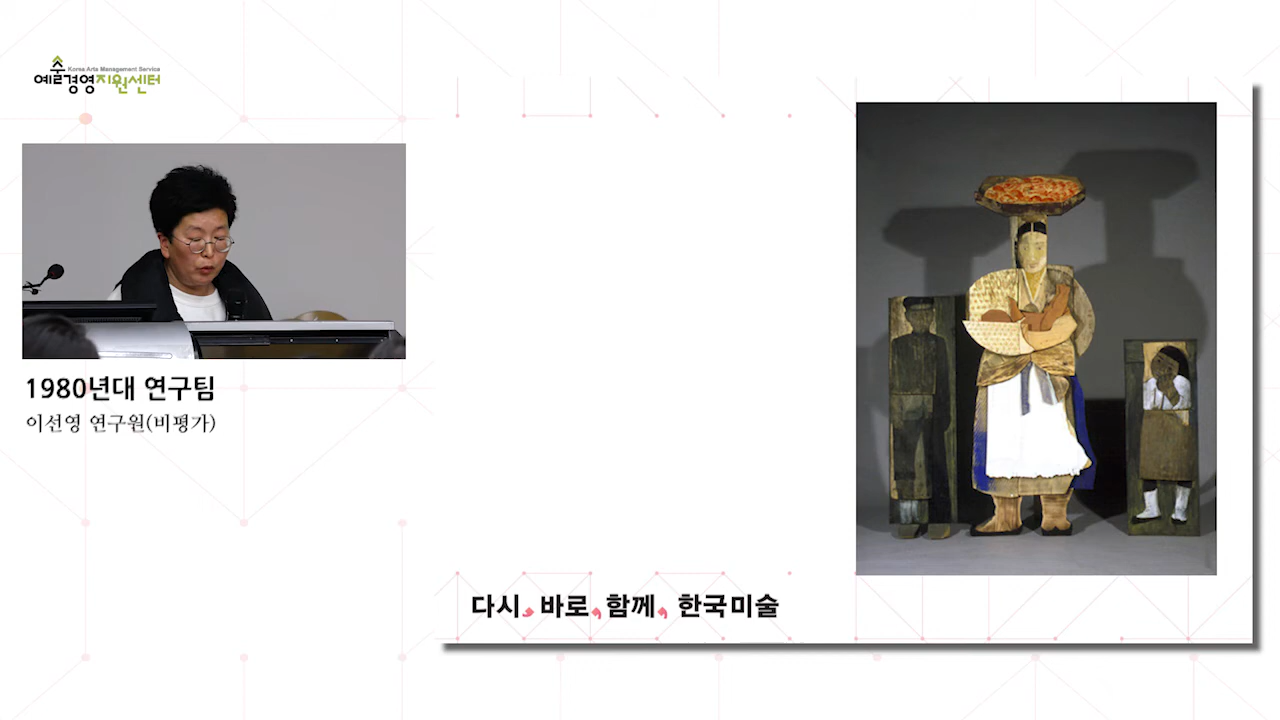 Korea Arts Management Service
예술경영지원센터
1980년대 연구팀
이선영 연구원(비평가)
다시, 바로, 함께, 한국미술